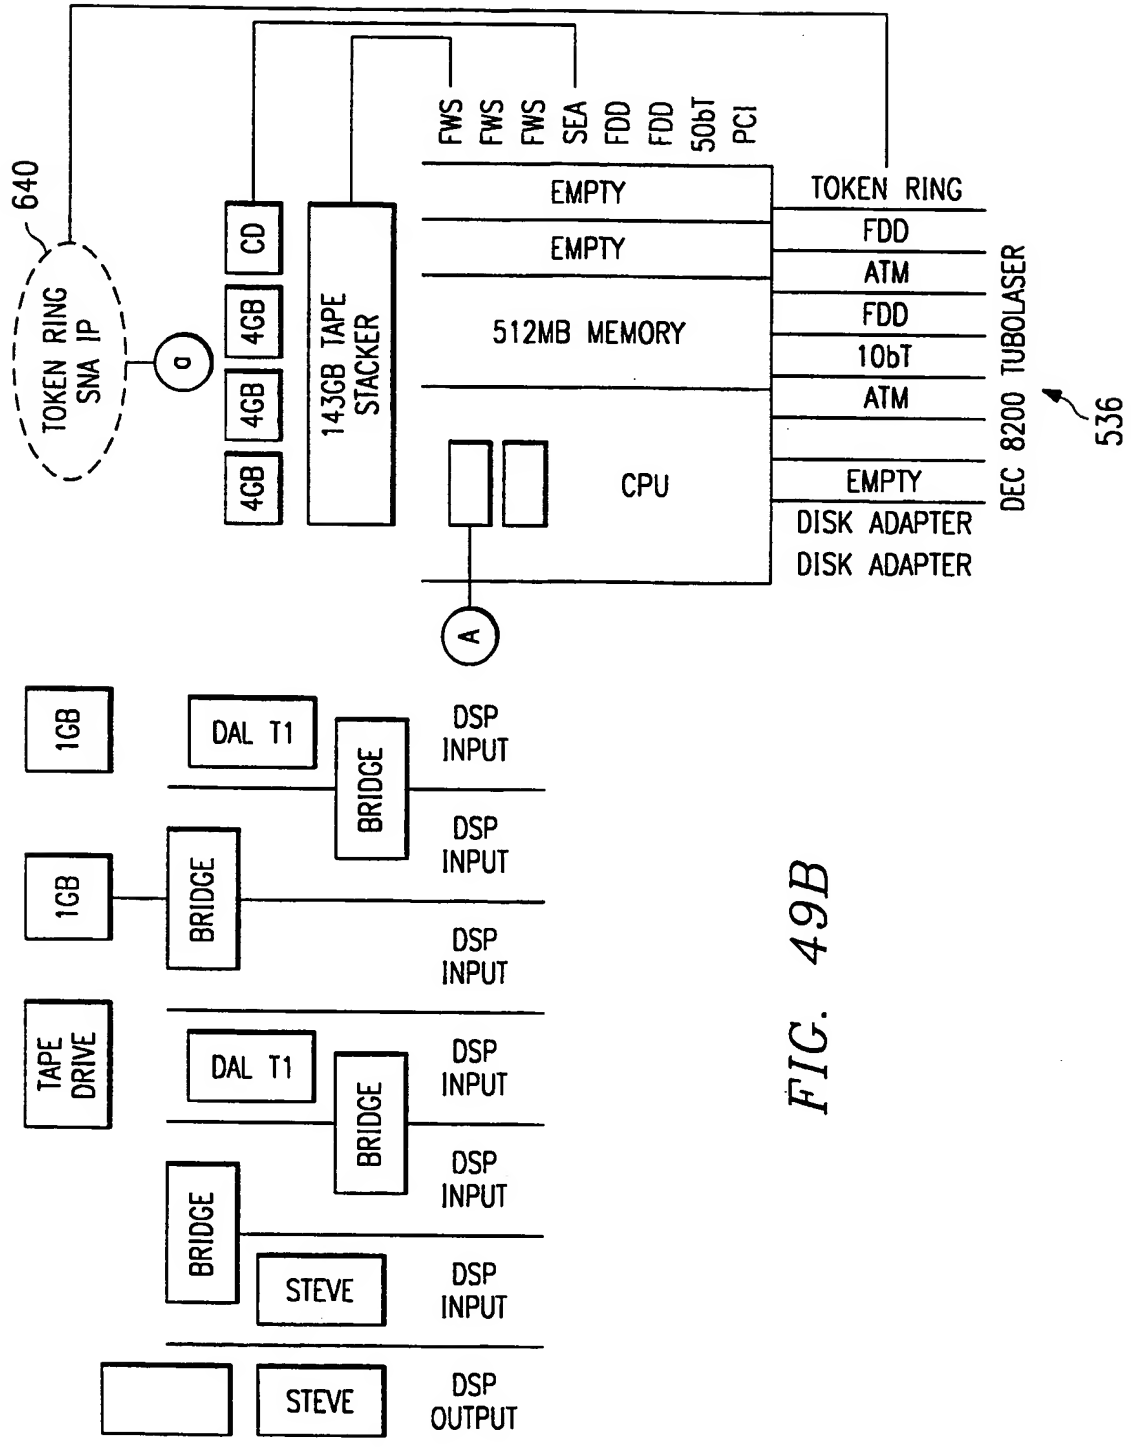 640
TOKEN RING
SNA IP
a
4GB
4GB
4GB
CD
143GB TAPE
STACKER
FWS
FWS
FWS
SEA
FDD
FDD
50bT
PCI
EMPTY
EMPTY
512MB MEMORY
CPU
A
TOKEN RING
FDD
ATM
FDD
10bT
ATM
EMPTY
DISK ADAPTER
DISK ADAPTER
DEC 8200 TUBOLASER
536
1GB
DAL T1
BRIDGE
DSP
INPUT
1GB
BRIDGE
DSP
INPUT
DSP
INPUT
TAPE
DRIVE
DAL T1
BRIDGE
DSP
INPUT
BRIDGE
DSP
INPUT
STEVE
DSP
INPUT
STEVE
DSP
OUTPUT
FIG. 49B